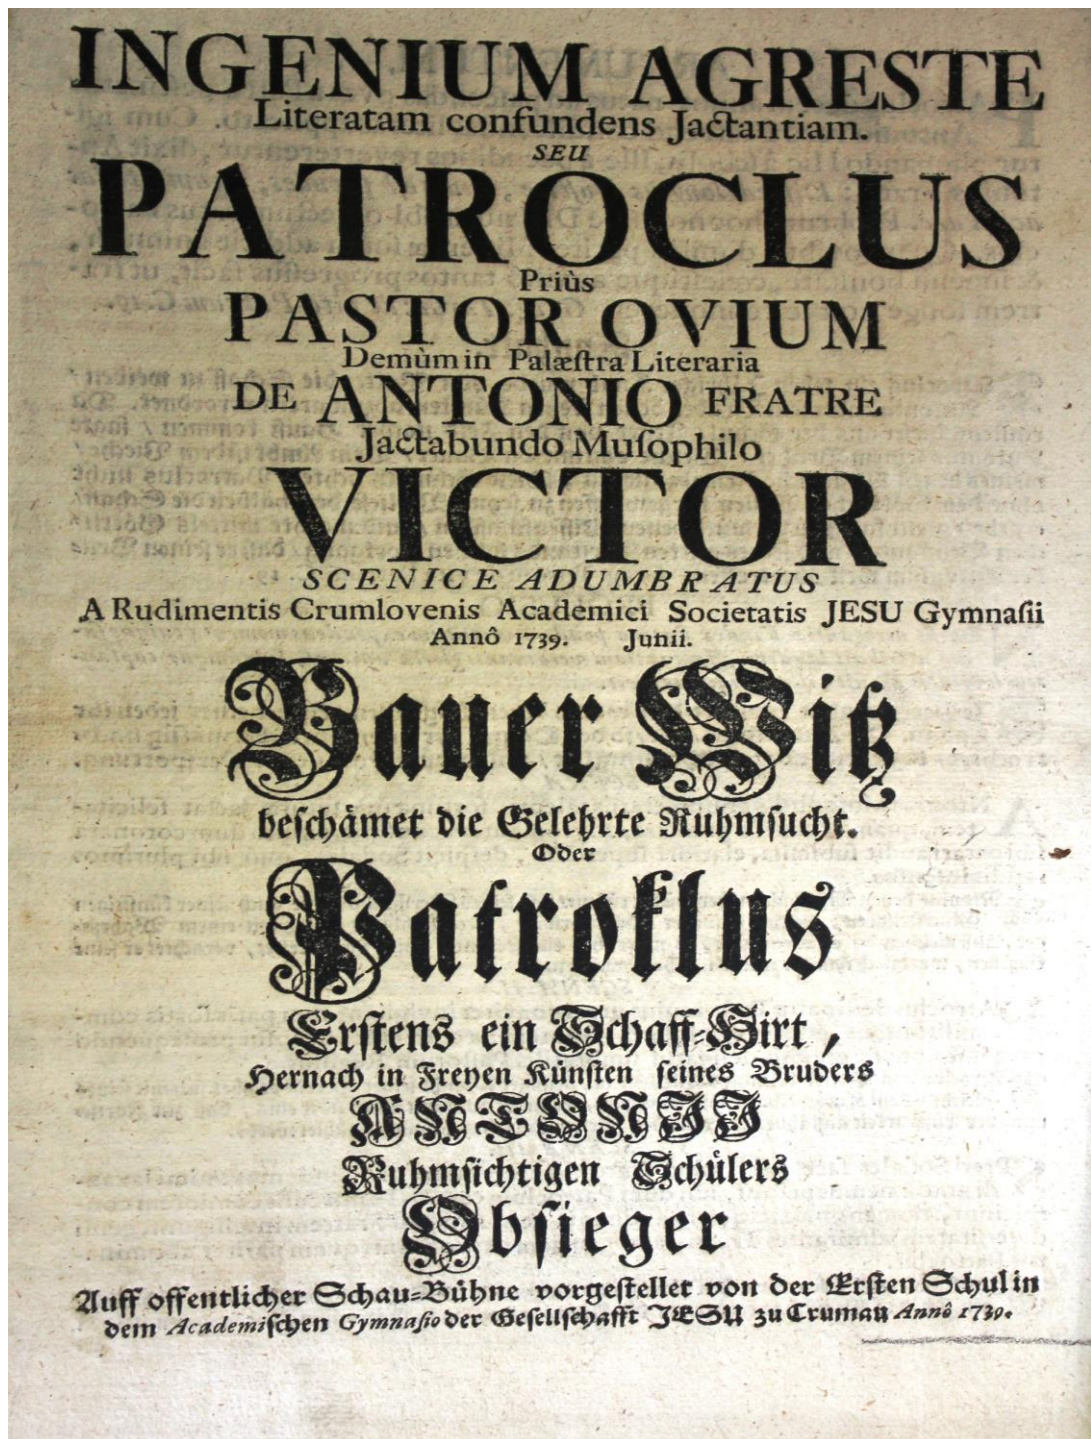 INGENIUM AGRESTE
Literatam confundens Jactantiam.
SEU
PATROCLUS
Priùs
PASTOR OVIUM
Demùm in Palæſtra Literaria
DE ANTONIO FRATRE
Jactabundo Muſophilo
VICTOR
SCENICE ADUMBRATUS
A Rudimentis Crumlovenis Academici Societatis JESU Gymnaſii
Annô 1739. Junii.
Bauer Witz
beſchämet die Gelehrte Ruhmſucht.
Oder
Patroklus
Erſtens ein Schaff-Hirt,
Hernach in Freyen Künſten ſeines Bruders
ANTONII
Ruhmſichtigen Schülers
Obſieger
Auff offentlicher Schau-Bühne vorgeſtellet von der Erſten Schul in
dem Academiſchen Gymnaſio der Geſellſchafft JESU zu Crumau Annô 1739.